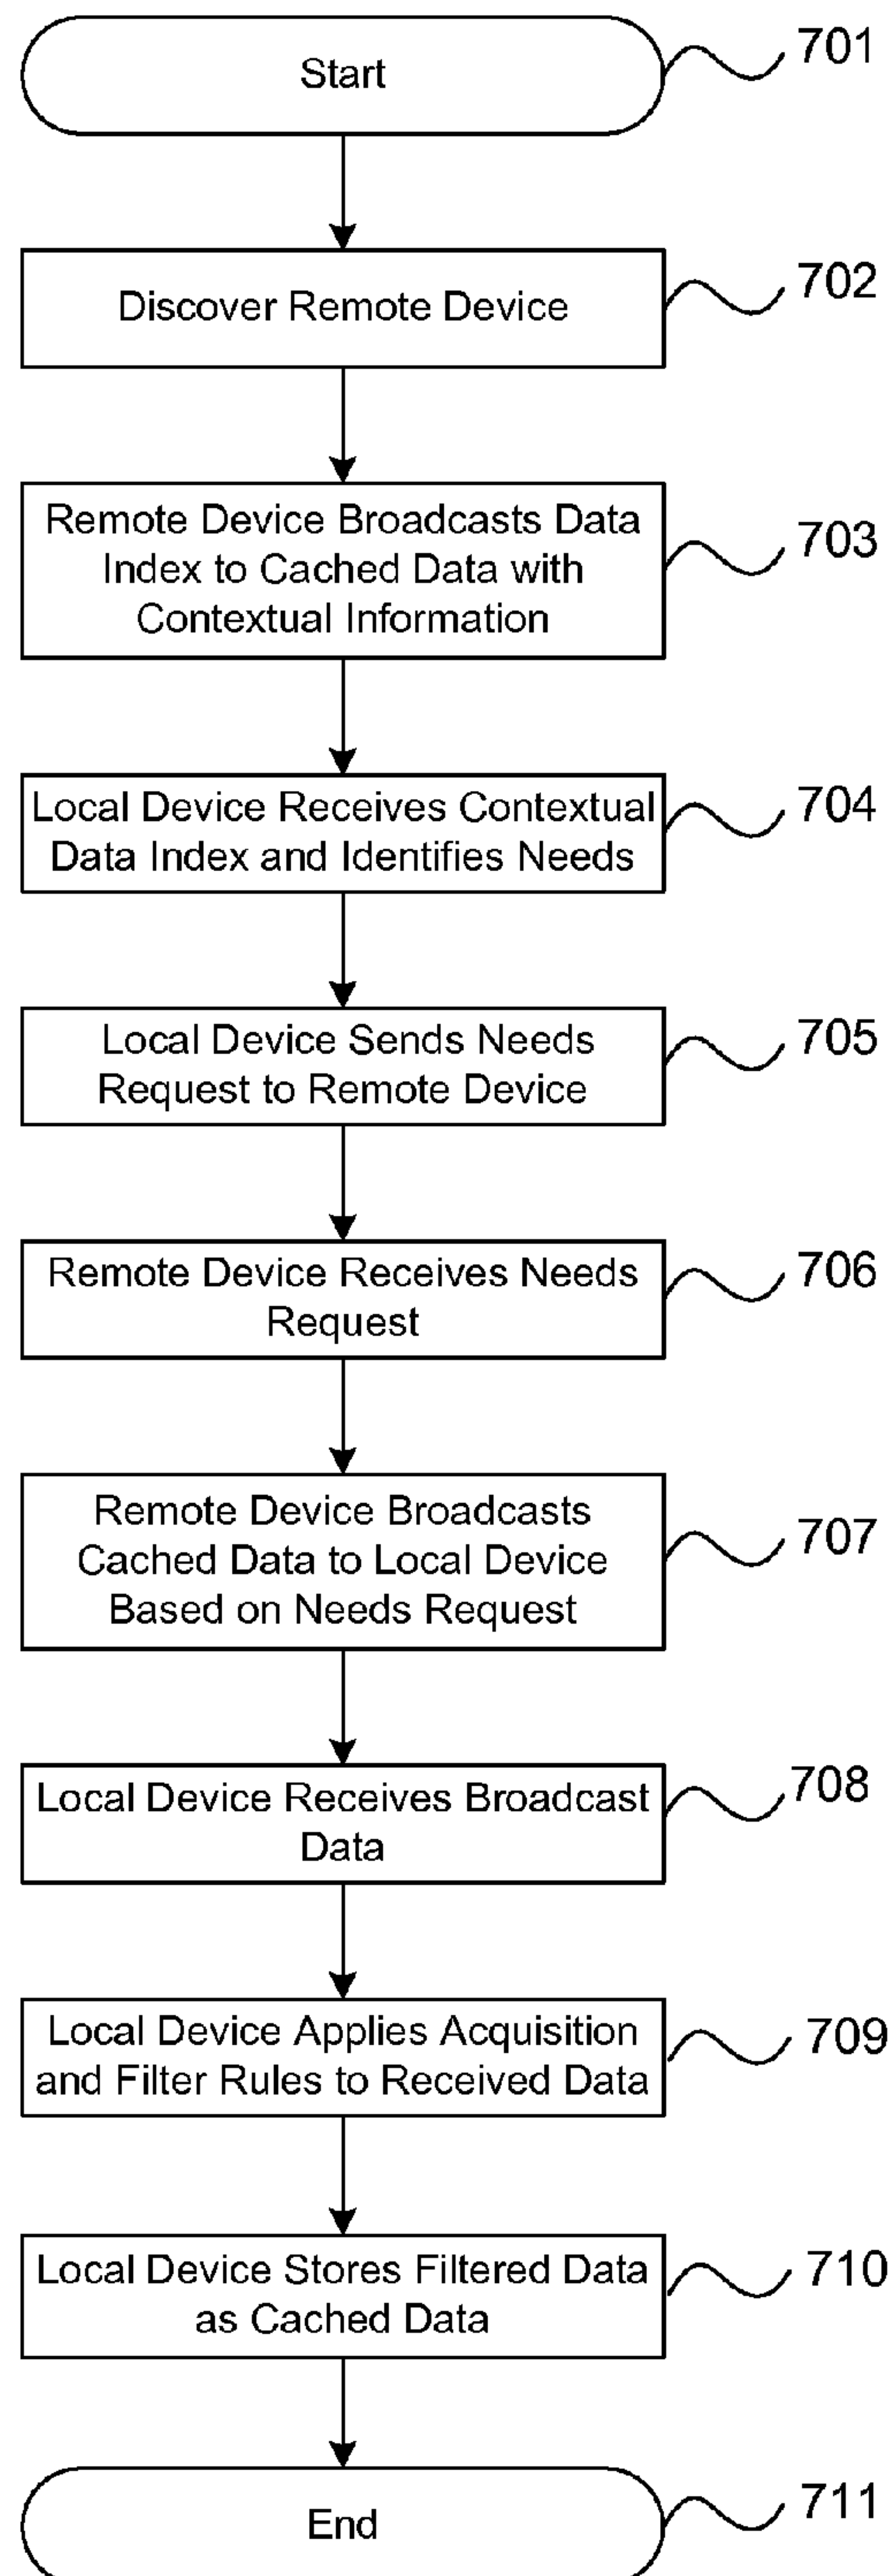 Start
701
Discover Remote Device
702
Remote Device Broadcasts Data
Index to Cached Data with
Contextual Information
703
Local Device Receives Contextual
Data Index and Identifies Needs
704
Local Device Sends Needs
Request to Remote Device
705
Remote Device Receives Needs
Request
706
Remote Device Broadcasts
Cached Data to Local Device
Based on Needs Request
707
Local Device Receives Broadcast
Data
708
Local Device Applies Acquisition
and Filter Rules to Received Data
709
Local Device Stores Filtered Data
as Cached Data
710
End
711